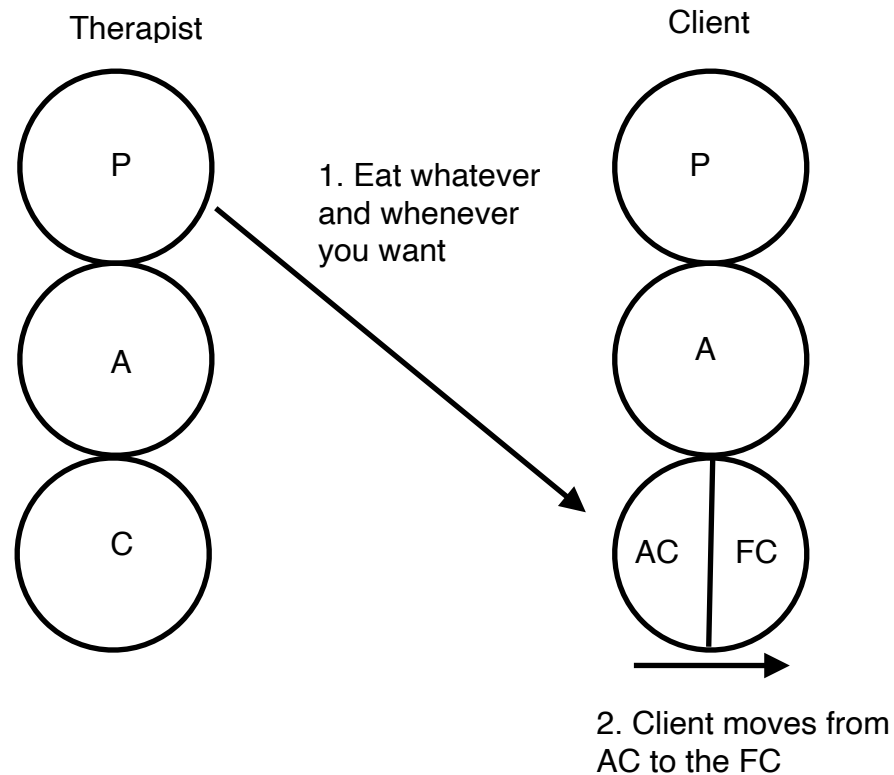 Therapist
Client
P
P
1. Eat whatever
and whenever
you want
A
A
C
AC
FC
2. Client moves from
AC to the FC